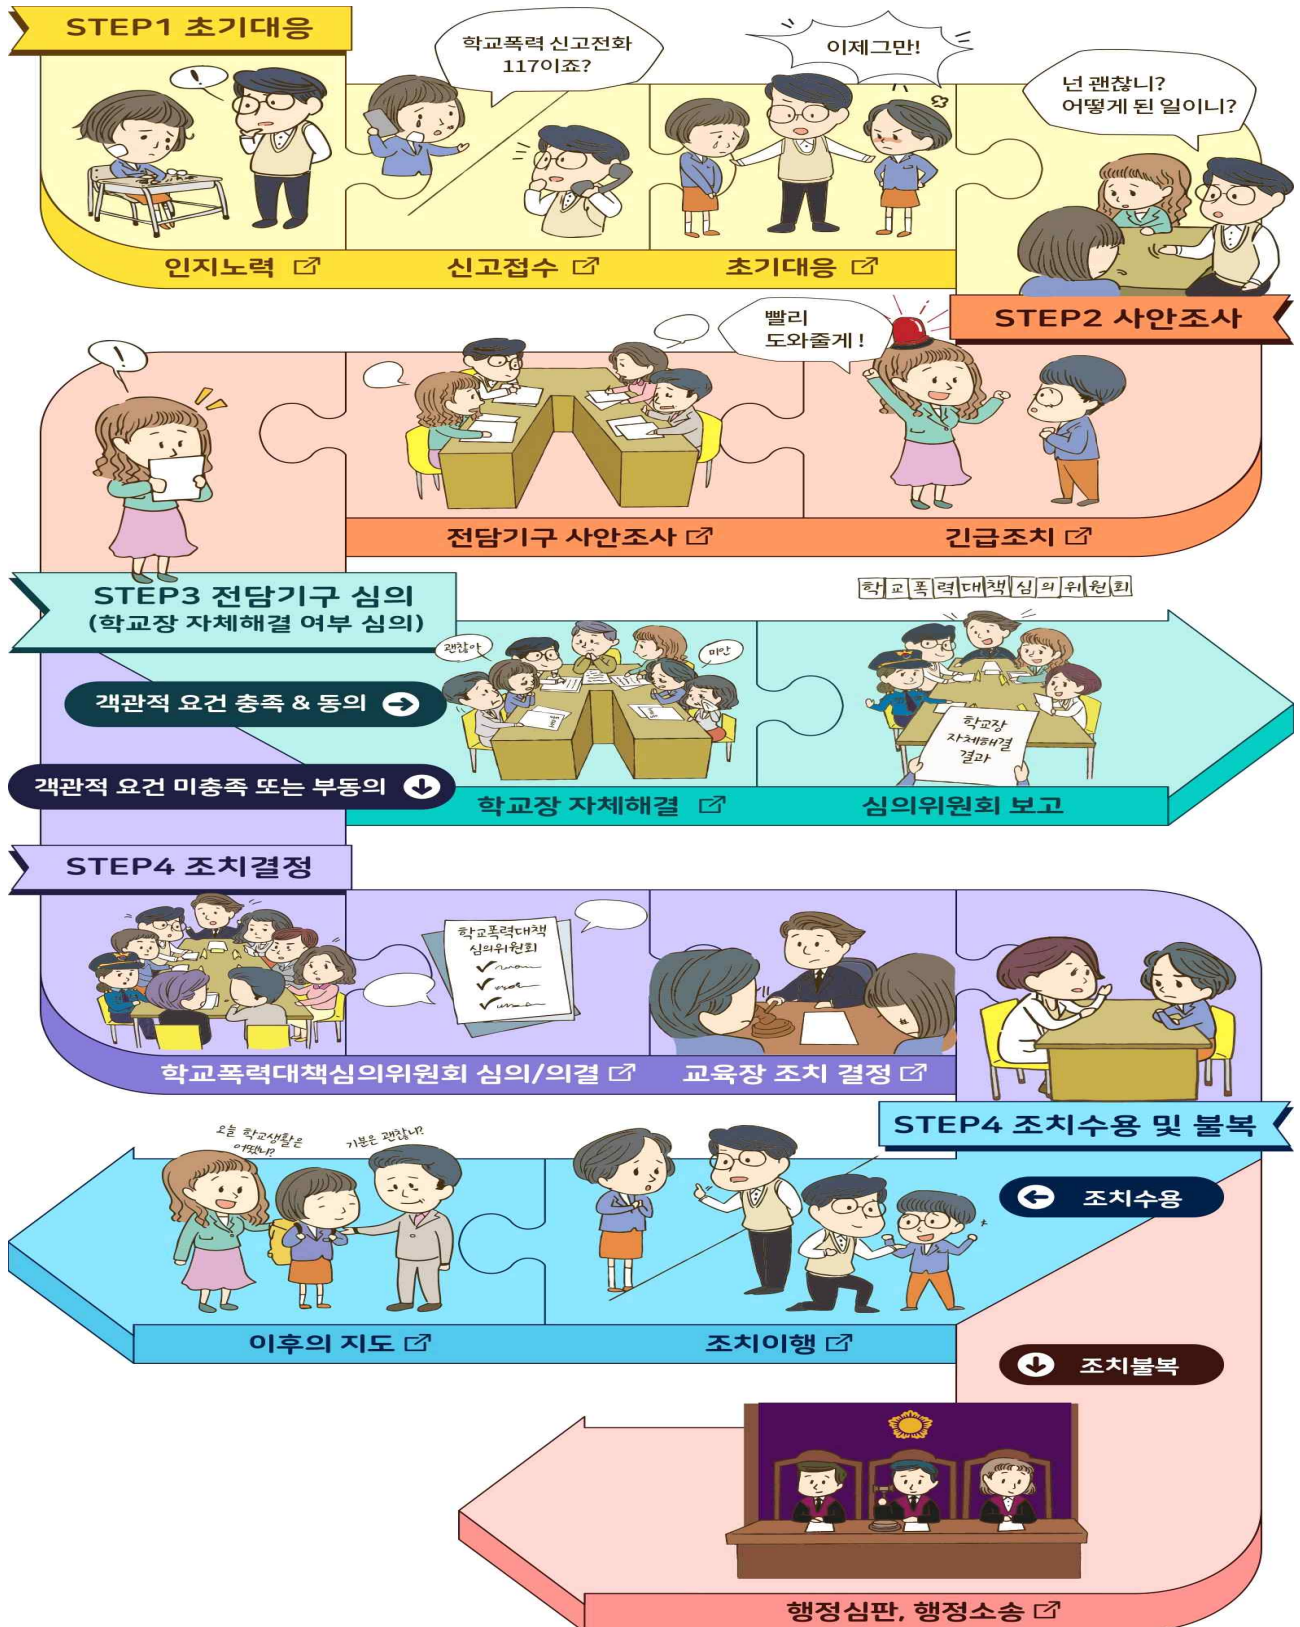 STEP1 초기대응
학교폭력 신고전화
117이죠?
이제그만!
넌 괜찮니?
어떻게 된 일이니?
인지노력
신고접수
초기대응
STEP2 사안조사
빨리
도와줄게 !
전담기구 사안조사
긴급조치
STEP3 전담기구 심의
(학교장 자체해결 여부 심의)
학교폭력대책심의위원회
괜찮아
미안
객관적 요건 충족 & 동의
학교장
자체해결
결과
객관적 요건 미충족 또는 부동의
학교장 자체해결
심의위원회 보고
STEP4 조치결정
학교폭력대책
심의위원회
학교폭력대책심의위원회 심의/의결
교육장 조치 결정
STEP4 조치수용 및 불복
오늘 학교생활은
어땠니?
기분은 괜찮니?
조치수용
이후의 지도
조치이행
조치불복
행정심판, 행정소송